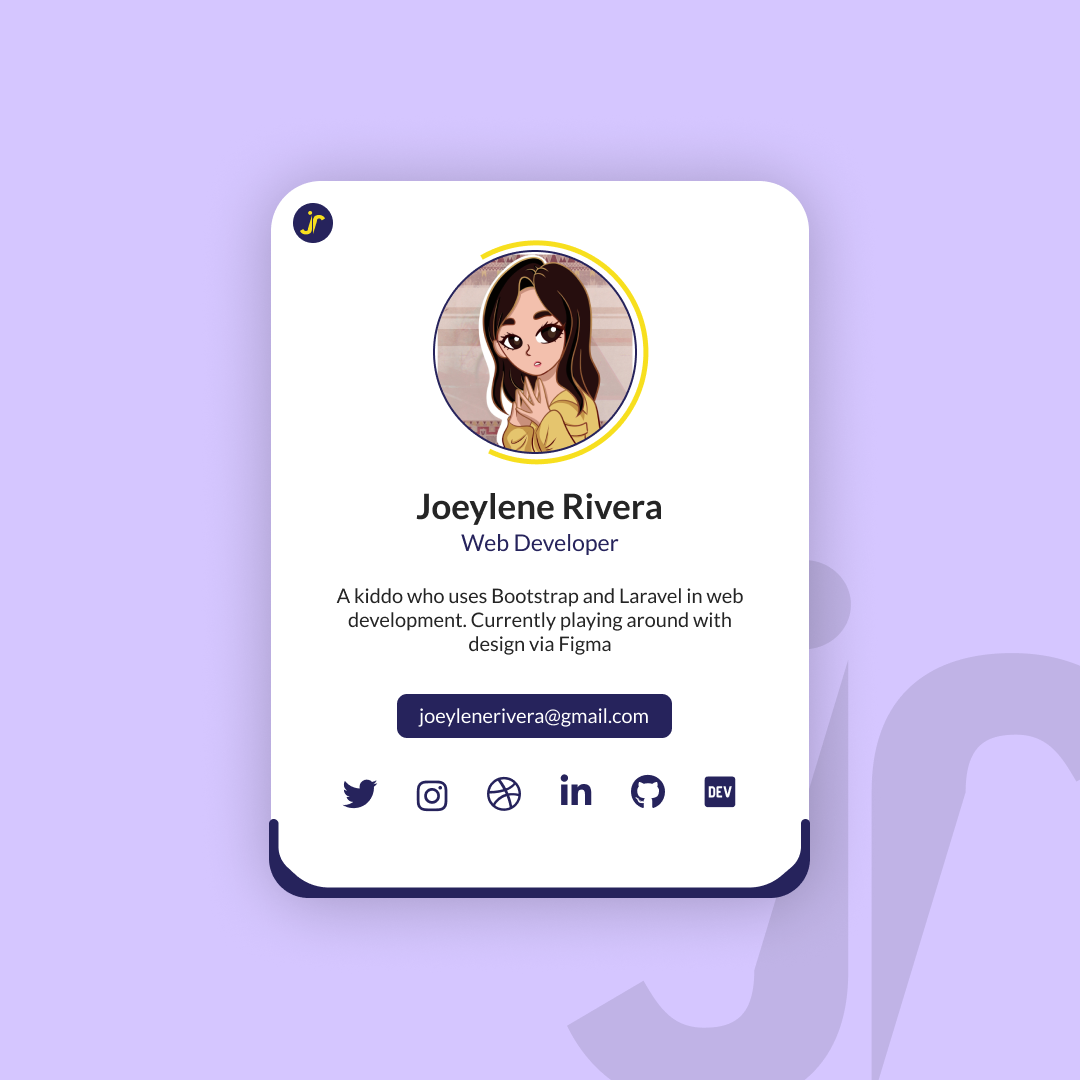 jr
Joeylene Rivera
Web Developer
A kiddo who uses Bootstrap and Laravel in web
development. Currently playing around with
design via Figma
joeylenerivera@gmail.com
in
DEV
jr